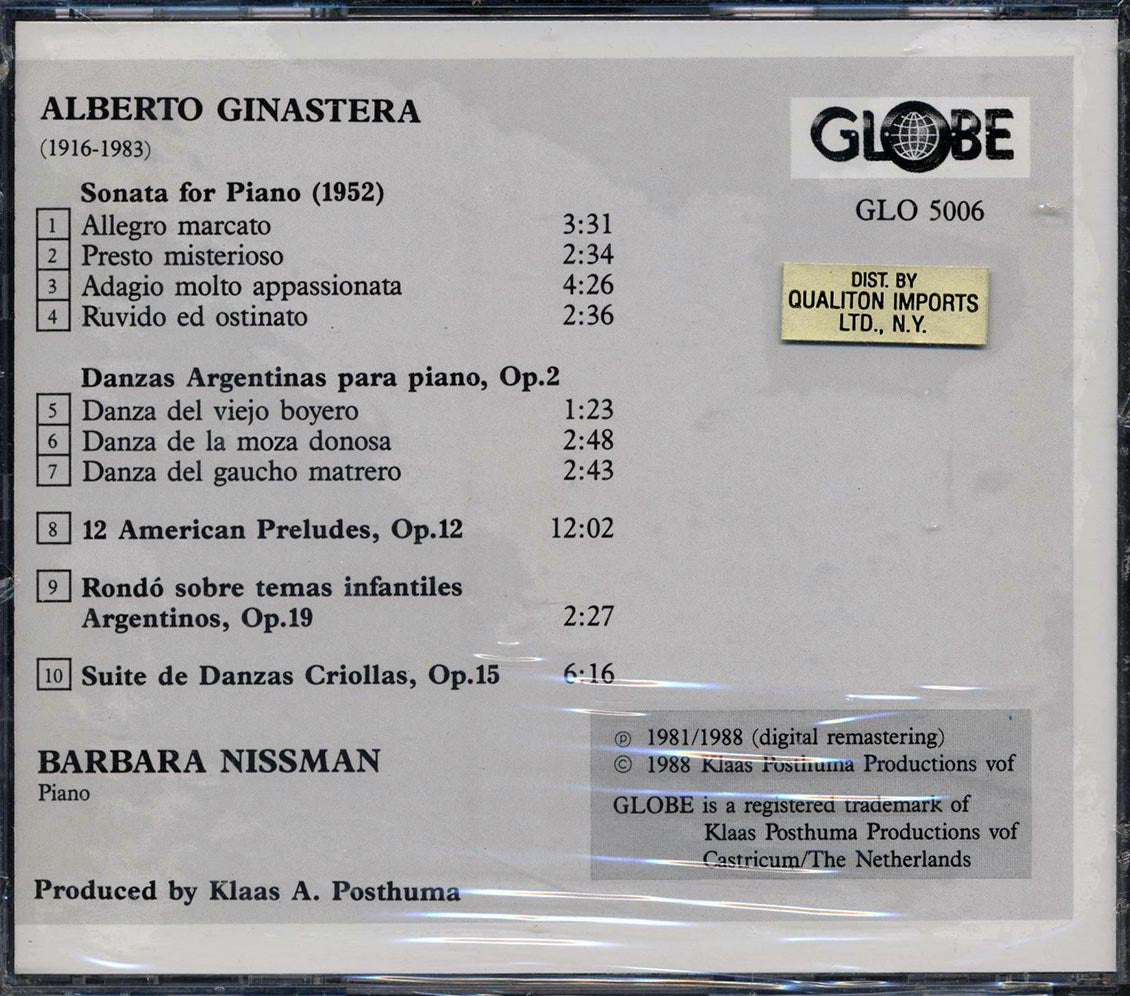 ALBERTO GINASTERA
(1916-1983)
Sonata for Piano (1952)
1 Allegro marcato 3:31
2 Presto misterioso 2:34
3 Adagio molto appassionata 4:26
4 Ruvido ed ostinato 2:36
Danzas Argentinas para piano, Op.2
5 Danza del viejo boyero 1:23
6 Danza de la moza donosa 2:48
7 Danza del gaucho matrero 2:43
8 12 American Preludes, Op.12 12:02
9 Rondó sobre temas infantiles
Argentinos, Op.19 2:27
10 Suite de Danzas Criollas, Op.15 6:16
BARBARA NISSMAN
Piano
Produced by Klaas A. Posthuma
GLOBE
GLO 5006
DIST. BY
QUALITON IMPORTS
LTD., N.Y.
℗ 1981/1988 (digital remastering)
© 1988 Klaas Posthuma Productions vof
GLOBE is a registered trademark of
Klaas Posthuma Productions vof
Castricum/The Netherlands